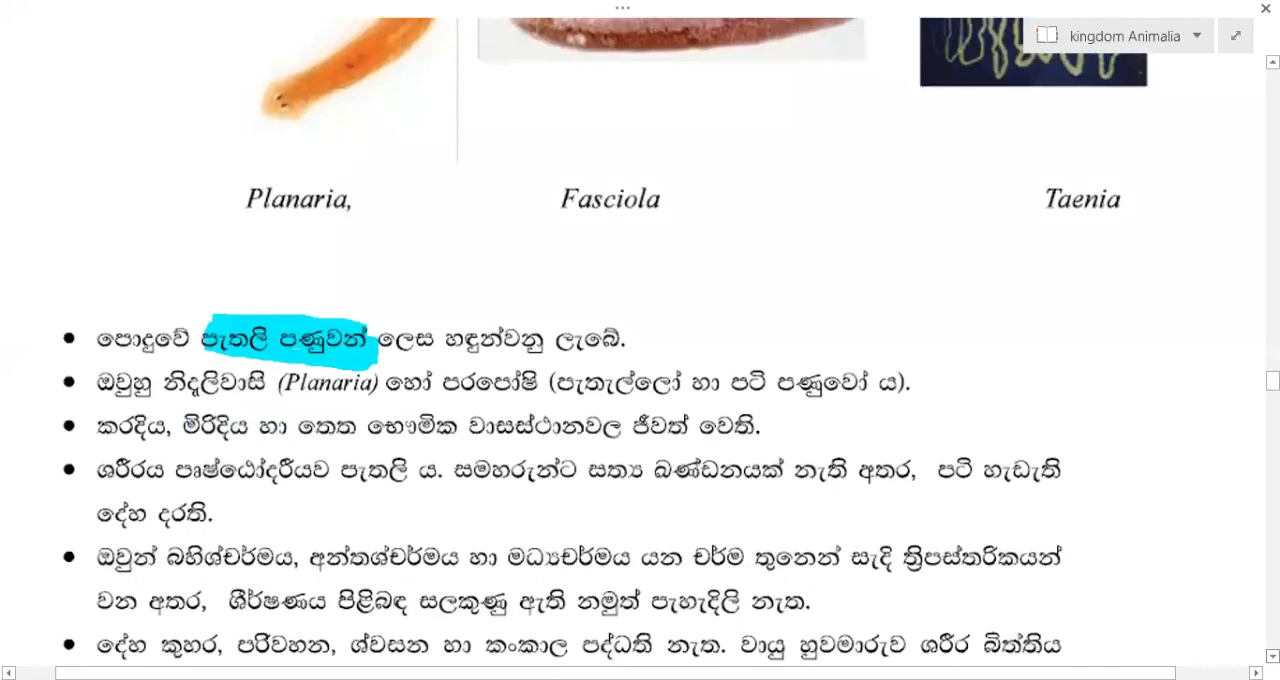 kingdom Animalia
Planaria, Fasciola Taenia
• පොදුවේ පැතලි පණුවන් ලෙස හඳුන්වනු ලැබේ.
• ඔවුහු නිදැලිවාසි (Planaria) හෝ පරපෝෂි (පැතැල්ලෝ හා පටි පණුවෝ ය).
• කරදිය, මිරිදිය හා තෙත භෞමික වාසස්ථානවල ජීවත් වෙති.
• ශරීරය පෘෂ්ඨෝදරීයව පැතලි ය. සමහරුන්ට සත්‍ය ඛණ්ඩනයක් නැති අතර, පටි හැඩැති
දේහ දරති.
• ඔවුන් බහිශ්චර්මය, අන්තශ්චර්මය හා මධ්‍යචර්මය යන චර්ම තුනෙන් සැදි ත්‍රිප්‍රස්තරිකයන්
වන අතර, ශීර්ෂණය පිළිබඳ සලකුණු ඇති නමුත් පැහැදිලි නැත.
• දේහ කුහර, පරිවහන, ශ්වසන හා කංකාල පද්ධති නැත. වායු හුවමාරුව ශරීර බිත්තිය